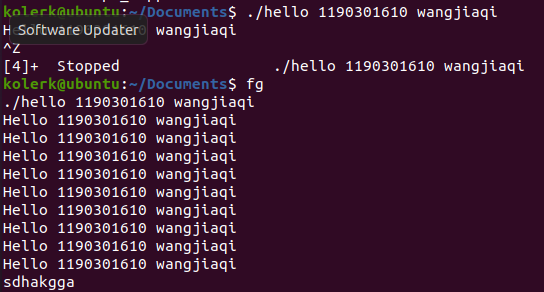 kolerk@ubuntu:~/Documents$ ./hello 1190301610 wangjiaqi
Software Updater wangjiaqi
^Z
[4]+ Stopped ./hello 1190301610 wangjiaqi
kolerk@ubuntu:~/Documents$ fg
./hello 1190301610 wangjiaqi
Hello 1190301610 wangjiaqi
Hello 1190301610 wangjiaqi
Hello 1190301610 wangjiaqi
Hello 1190301610 wangjiaqi
Hello 1190301610 wangjiaqi
Hello 1190301610 wangjiaqi
Hello 1190301610 wangjiaqi
Hello 1190301610 wangjiaqi
Hello 1190301610 wangjiaqi
sdhakgga